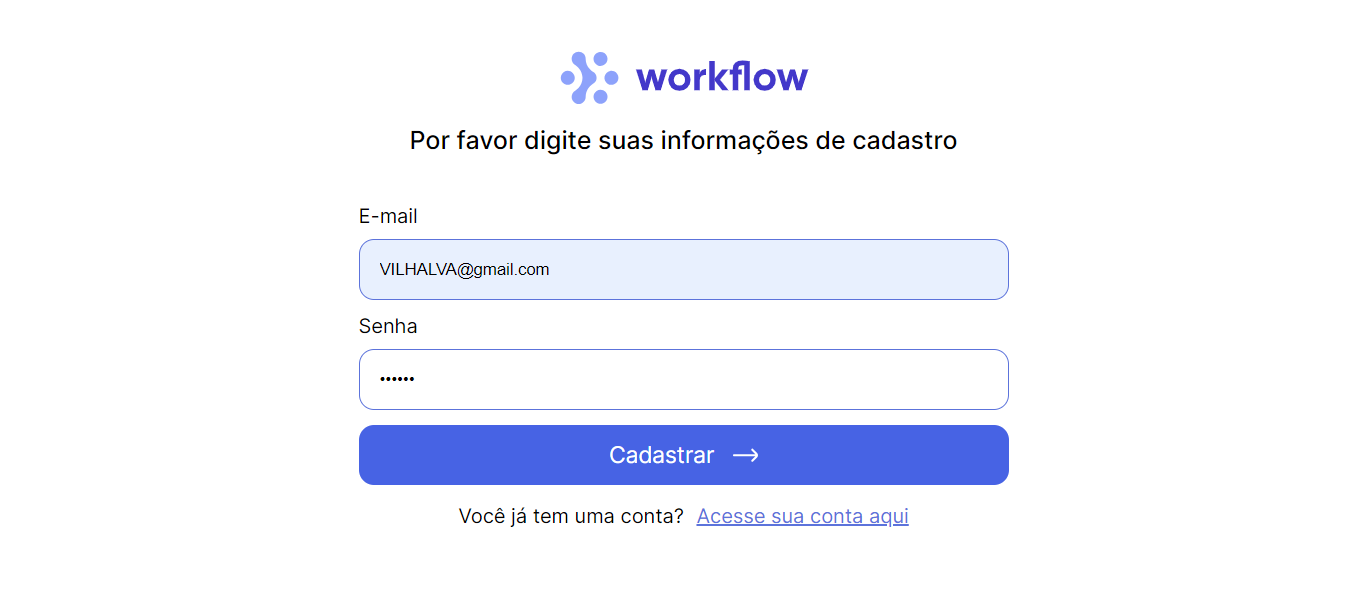 workflow
Por favor digite suas informações de cadastro
E-mail
VILHALVA@gmail.com
Senha
••••••
Cadastrar →
Você já tem uma conta? Acesse sua conta aqui